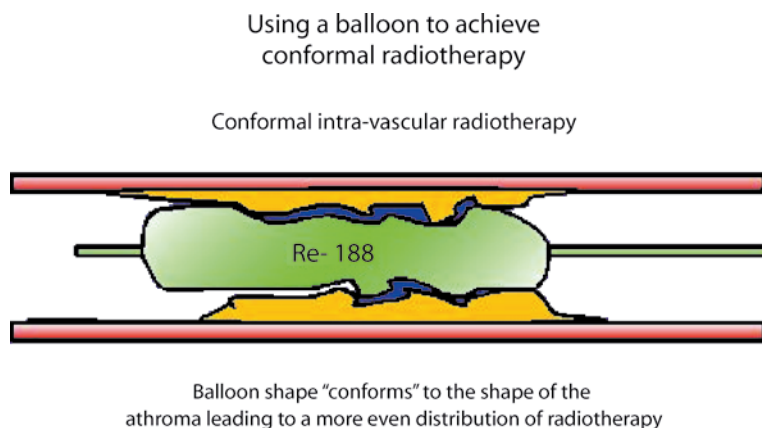 Using a balloon to achieve
conformal radiotherapy
Conformal intra-vascular radiotherapy
Re- 188
Balloon shape “conforms” to the shape of the
athroma leading to a more even distribution of radiotherapy